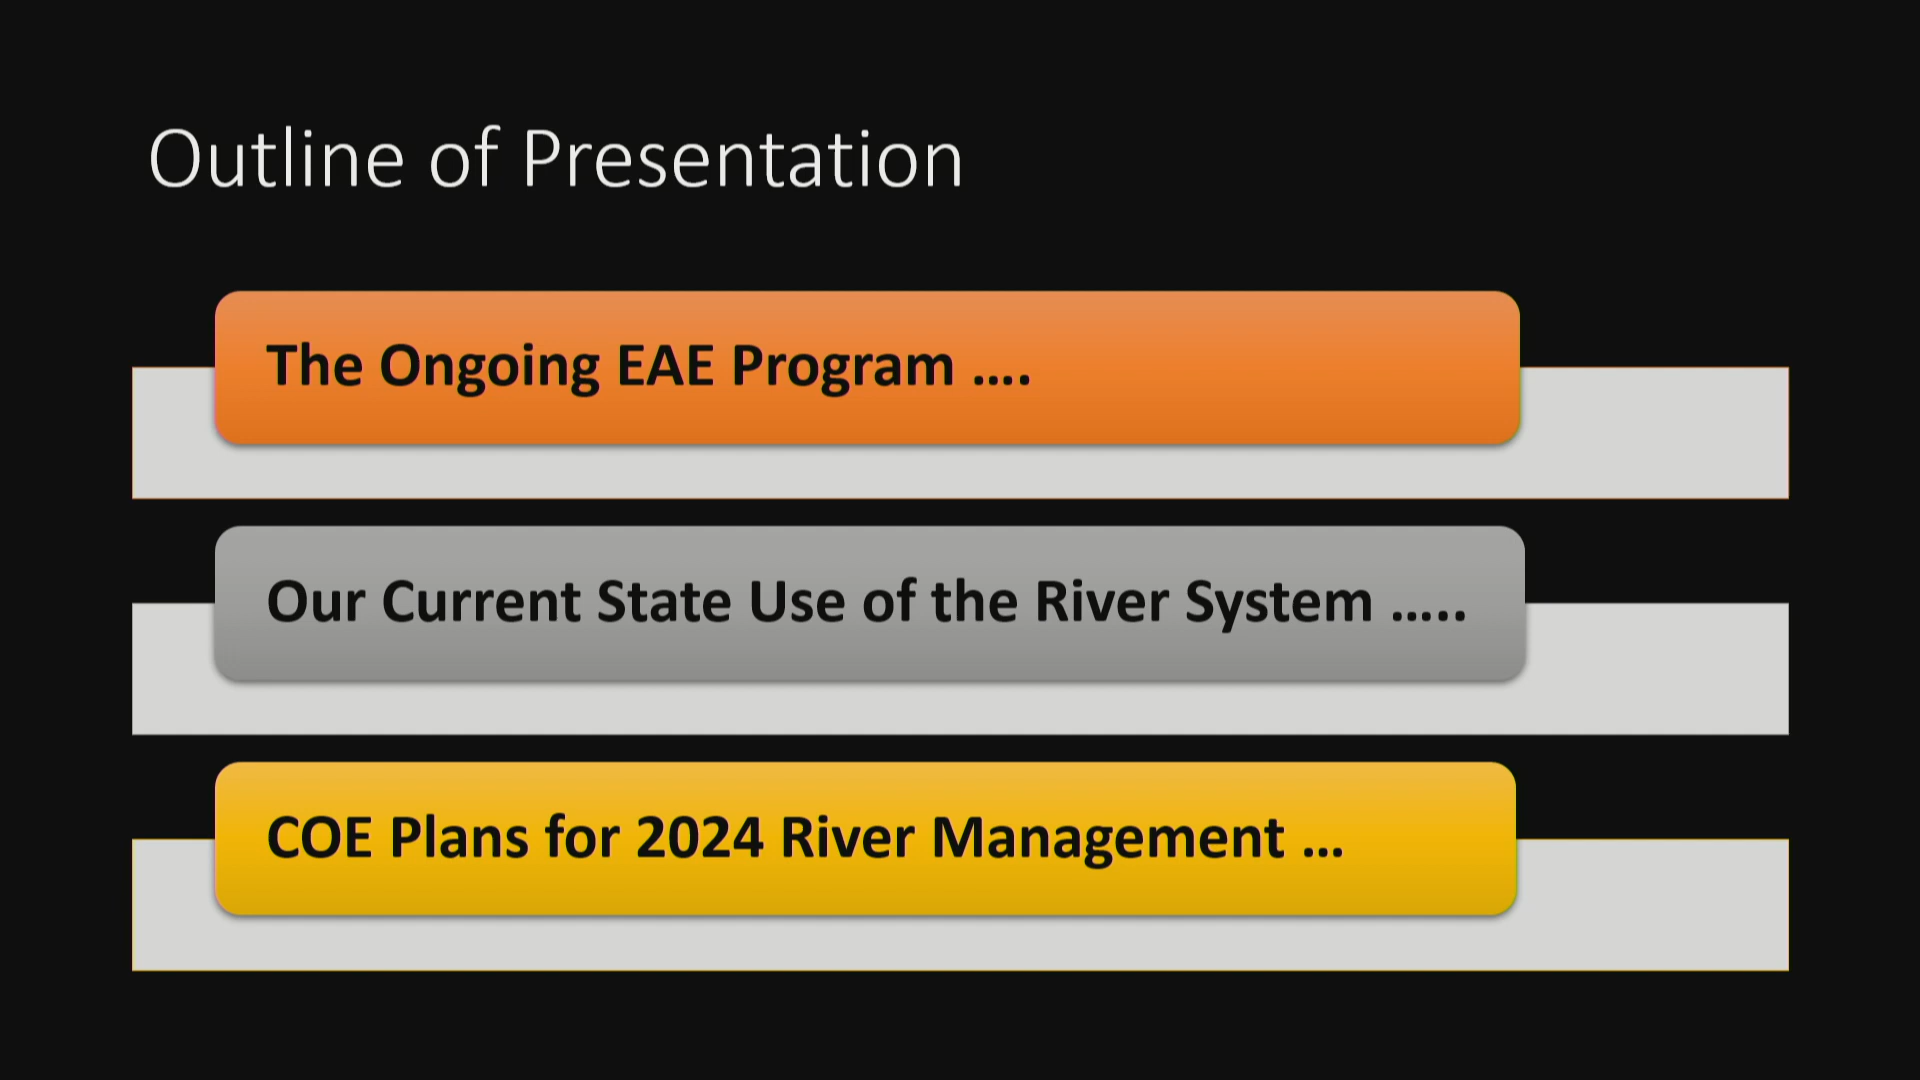 Outline of Presentation
The Ongoing EAE Program ....
Our Current State Use of the River System .....
COE Plans for 2024 River Management ...